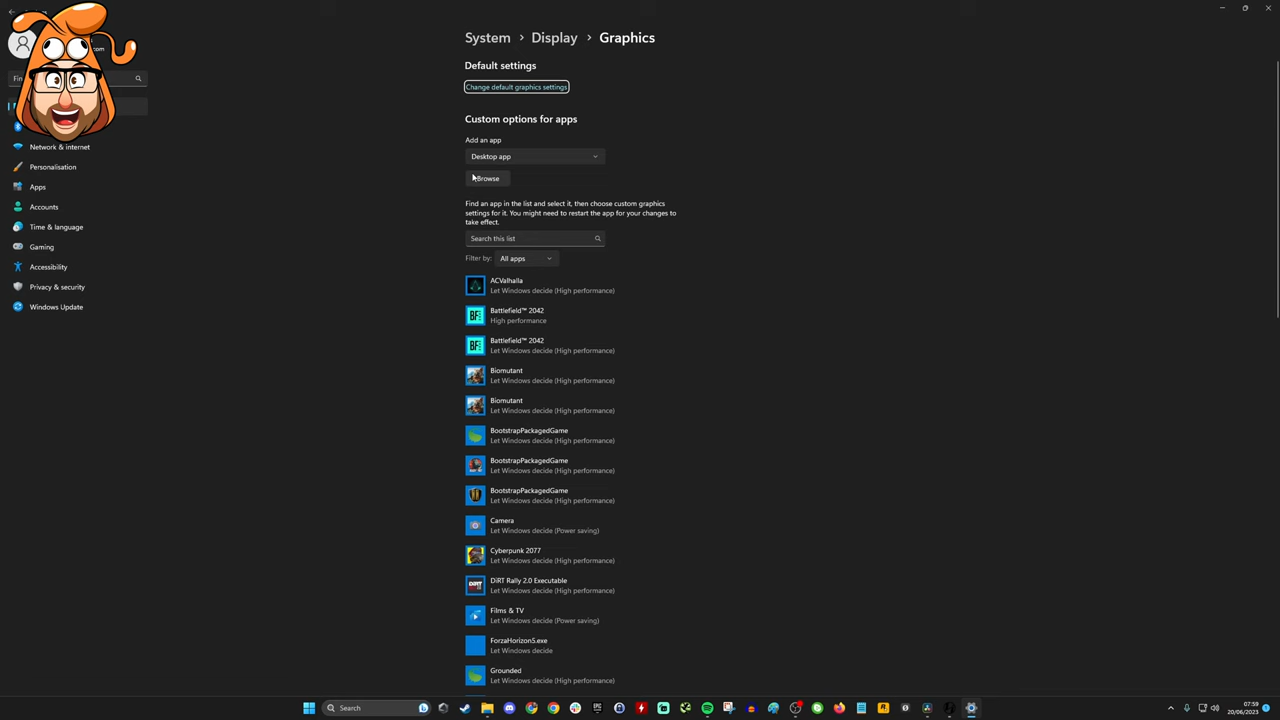 System > Display > Graphics
Default settings
Change default graphics settings
Custom options for apps
Add an app
Desktop app
Browse
Find an app in the list and select it, then choose custom graphics
settings for it. You might need to restart the app for your changes to
take effect.
Search this list
Filter by: All apps
ACValhalla
Let Windows decide (High performance)
Battlefield™ 2042
High performance
Battlefield™ 2042
Let Windows decide (High performance)
Biomutant
Let Windows decide (High performance)
Biomutant
Let Windows decide (High performance)
BootstrapPackagedGame
Let Windows decide (High performance)
BootstrapPackagedGame
Let Windows decide (High performance)
BootstrapPackagedGame
Let Windows decide (High performance)
Camera
Let Windows decide (Power saving)
Cyberpunk 2077
Let Windows decide (High performance)
DiRT Rally 2.0 Executable
Let Windows decide (High performance)
Films & TV
Let Windows decide (Power saving)
ForzaHorizon5.exe
Let Windows decide
Grounded
Let Windows decide (High performance)
com
Fin
Network & internet
Personalisation
Apps
Accounts
Time & language
Gaming
Accessibility
Privacy & security
Windows Update
Search
07:59
20/06/2023